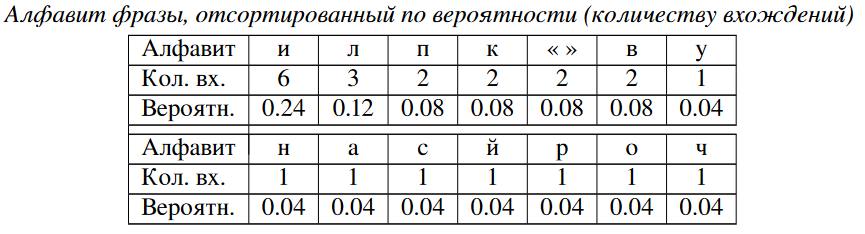 Алфавит фразы, отсортированный по вероятности (количеству вхождений)
Алфавит и л п к « » в у
Кол. вх. 6 3 2 2 2 2 1
Вероятн. 0.24 0.12 0.08 0.08 0.08 0.08 0.04
Алфавит н а с й р о ч
Кол. вх. 1 1 1 1 1 1 1
Вероятн. 0.04 0.04 0.04 0.04 0.04 0.04 0.04